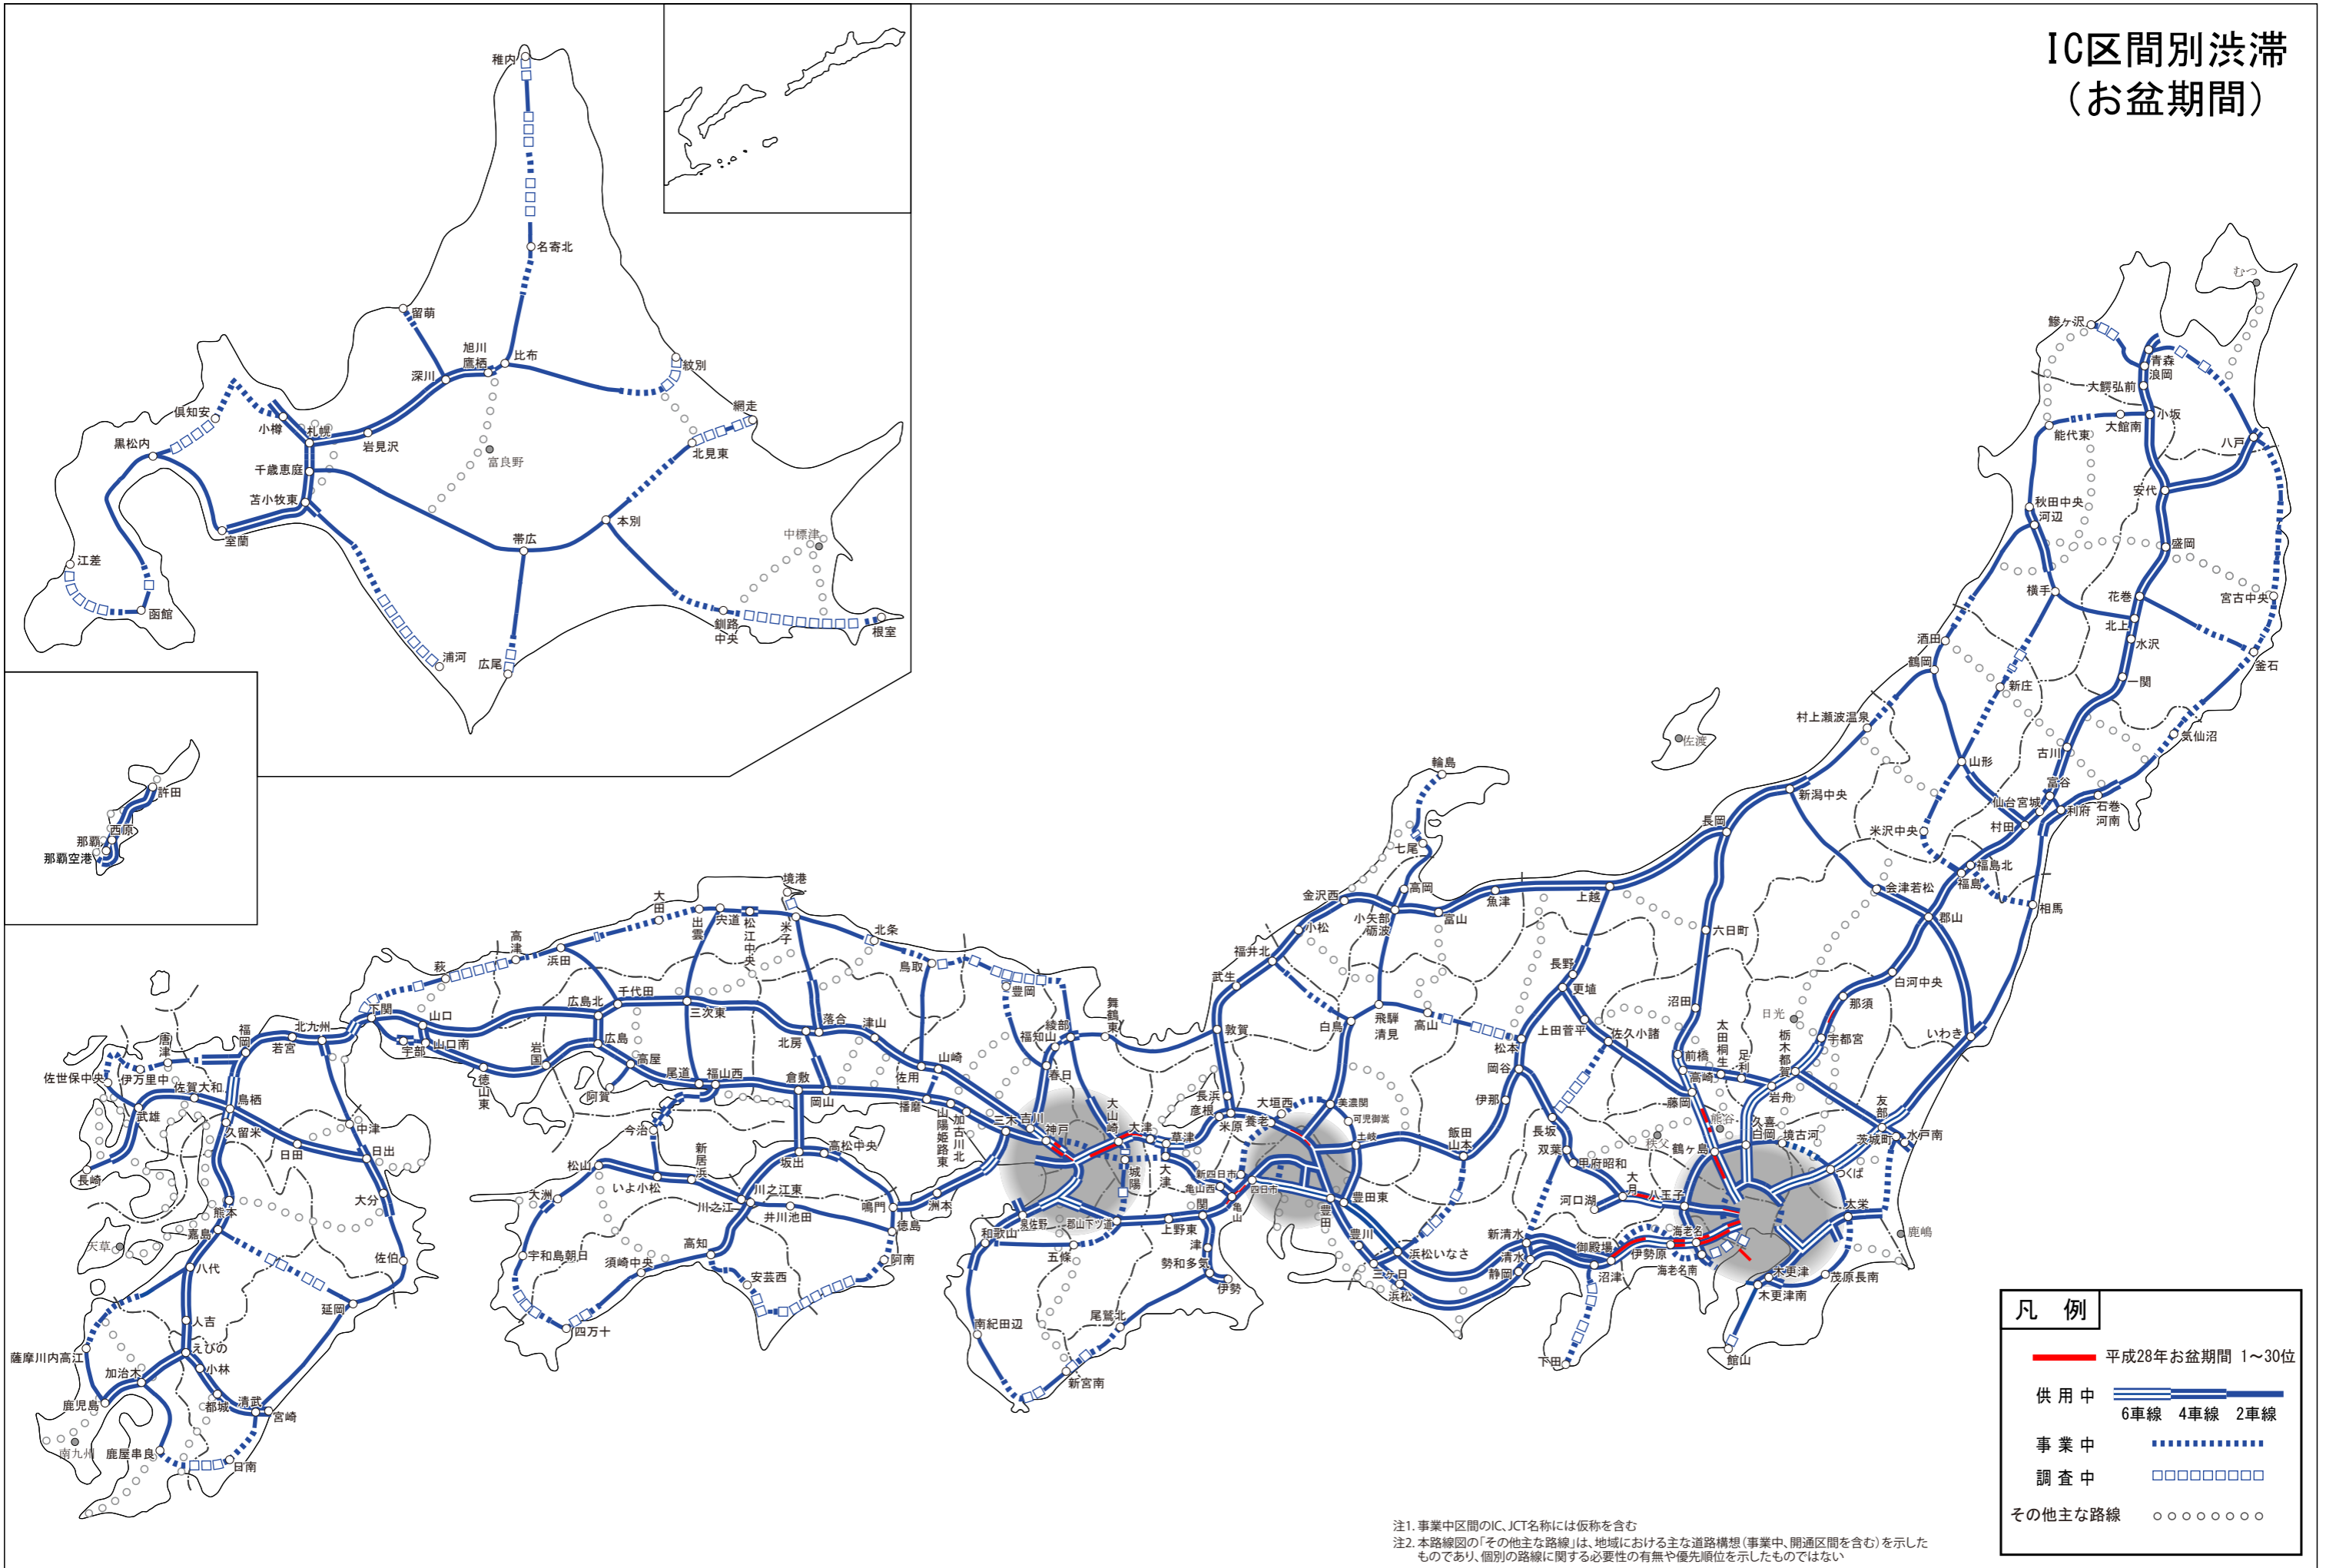 IC区間別渋滞
（お盆期間）
稚内
名寄北
留萌
旭川
鷹栖
比布
深川
紋別
網走
倶知安
小樽
札幌
岩見沢
黒松内
千歳恵庭
富良野
北見東
苫小牧東
室蘭
本別
帯広
中標津
江差
函館
釧路
中央
根室
浦河
広尾
許田
西原
那覇
那覇空港
むつ
鰺ヶ沢
青森
浪岡
大鰐弘前
小坂
大館南
能代東
八戸
安代
秋田中央
河辺
盛岡
横手
花巻
宮古中央
北上
水沢
酒田
鶴岡
釜石
新庄
一関
村上瀬波温泉
気仙沼
佐渡
山形
古川
富谷
仙台宮城
利府
石巻
河南
村田
新潟中央
米沢中央
長岡
福島北
福島
会津若松
相馬
郡山
輪島
七尾
高岡
金沢西
小矢部
砺波
富山
魚津
上越
六日町
小松
福井北
武生
長野
更埴
白河中央
那須
沼田
日光
宇都宮
いわき
白鳥
飛騨
清見
高山
松本
上田菅平
佐久小諸
太田桐生
足利
栃木都賀
前橋
高崎
岩舟
藤岡
岡谷
敦賀
境港
大田
出雲
宍道
松江中央
米子
北条
鳥取
豊岡
舞鶴東
綾部
福知山
春日
高津
浜田
萩
下関
山口
山口南
宇部
広島北
千代田
三次東
落合
北房
津山
山崎
佐用
広島
高屋
岩国
徳山東
阿賀
尾道
福山西
倉敷
岡山
播磨
山陽姫路東
加古川北
三木
吉川
神戸
大山崎
大津
草津
城陽
大津
長浜
彦根
米原
大垣西
養老
美濃関
可児御嵩
土岐
飯田
山本
伊那
長坂
双葉
甲府昭和
大月
八王子
河口湖
熊谷
秩父
鶴ヶ島
久喜
白岡
境古河
友部
茨城町
水戸南
つくば
大栄
鹿嶋
海老名
海老名南
伊勢原
御殿場
沼津
新清水
清水
静岡
木更津
木更津南
茂原長南
館山
下田
新四日市
四日市
亀山西
亀山
関
津
上野東
勢和多気
伊勢
尾鷲北
新宮南
豊田東
豊田
豊川
三ヶ日
浜松
浜松いなさ
和歌山
泉佐野
郡山下ツ道
五條
南紀田辺
洲本
鳴門
徳島
阿南
高松中央
坂出
川之江東
川之江
井川池田
新居浜
いよ小松
今治
松山
大洲
宇和島朝日
須崎中央
高知
安芸西
四万十
福岡
北九州
若宮
唐津
伊万里中
佐世保中央
佐賀大和
武雄
鳥栖
久留米
長崎
中津
日田
日出
大分
佐伯
熊本
嘉島
天草
八代
延岡
人吉
えびの
小林
薩摩川内高江
加治木
鹿児島
都城
清武
宮崎
南九州
鹿屋串良
日南
凡　例
平成28年お盆期間 1～30位
供用中
6車線 4車線 2車線
事業中
調査中
その他主な路線
注1. 事業中区間のIC、JCT名称には仮称を含む
注2. 本路線図の「その他主な路線」は、地域における主な道路構想（事業中、開通区間を含む）を示した
ものであり、個別の路線に関する必要性の有無や優先順位を示したものではない